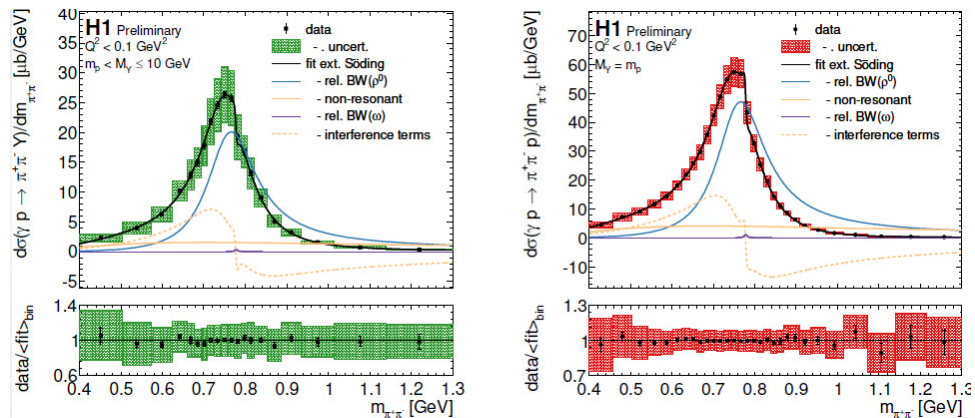 H1 Preliminary
Q² < 0.1 GeV²
m_p < M_Y ≤ 10 GeV
data
- . uncert.
fit ext. Söding
- rel. BW(ρ⁰)
- non-resonant
- rel. BW(ω)
- interference terms
dσ(γ p → π⁺π⁻ Y)/dm_π⁺π⁻ [μb/GeV]
40
35
30
25
20
15
10
5
0
-5
data/<fit>_bin
1.4
1
0.6
0.4 0.5 0.6 0.7 0.8 0.9 1 1.1 1.2 1.3
m_π⁺π⁻ [GeV]
H1 Preliminary
Q² < 0.1 GeV²
M_Y = m_p
data
- . uncert.
fit ext. Söding
- rel. BW(ρ⁰)
- non-resonant
- rel. BW(ω)
- interference terms
dσ(γ p → π⁺π⁻ p)/dm_π⁺π⁻ [μb/GeV]
70
60
50
40
30
20
10
0
-10
data/<fit>_bin
1.3
1
0.7
0.4 0.5 0.6 0.7 0.8 0.9 1 1.1 1.2 1.3
m_π⁺π⁻ [GeV]